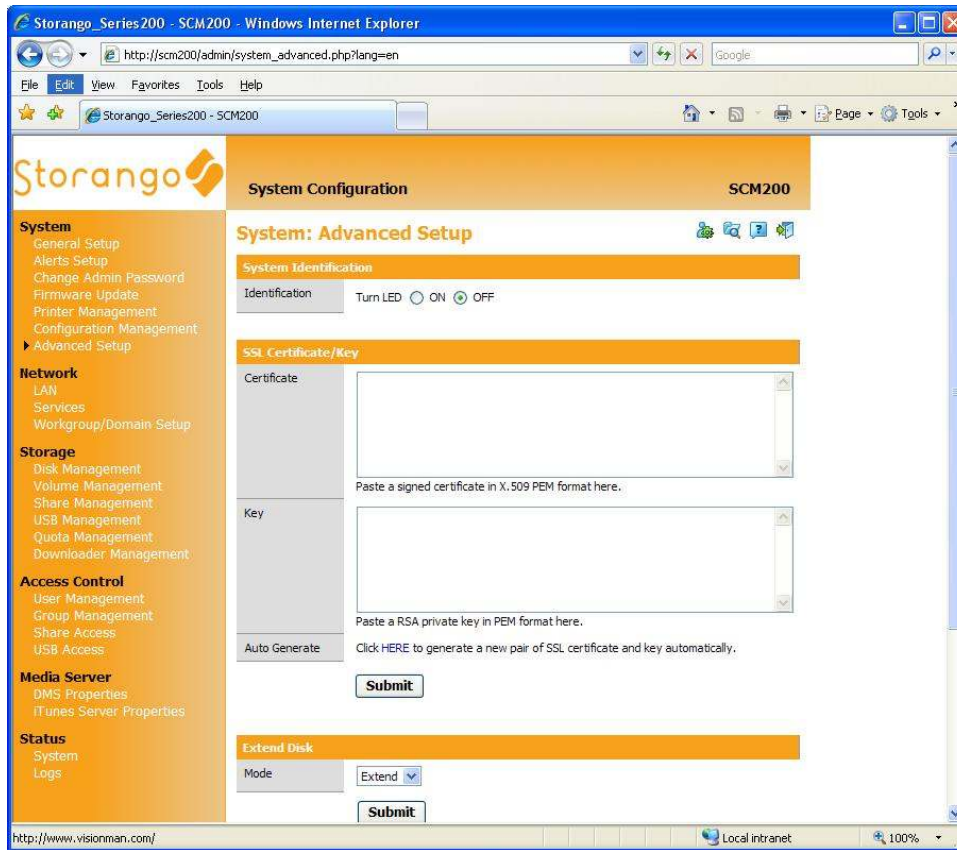 Storango_Series200 - SCM200 - Windows Internet Explorer
http://scm200/admin/system_advanced.php?lang=en
Google
File Edit View Favorites Tools Help
Storango_Series200 - SCM200
Page
Tools
Storango
System Configuration
SCM200
System
General Setup
Alerts Setup
Change Admin Password
Firmware Update
Printer Management
Configuration Management
Advanced Setup
Network
LAN
Services
Workgroup/Domain Setup
Storage
Disk Management
Volume Management
Share Management
USB Management
Quota Management
Downloader Management
Access Control
User Management
Group Management
Share Access
USB Access
Media Server
DMS Properties
iTunes Server Properties
Status
System
Logs
System: Advanced Setup
System Identification
Identification
Turn LED ON OFF
SSL Certificate/Key
Certificate
Paste a signed certificate in X.509 PEM format here.
Key
Paste a RSA private key in PEM format here.
Auto Generate
Click HERE to generate a new pair of SSL certificate and key automatically.
Submit
Extend Disk
Mode
Extend
Submit
http://www.visionman.com/
Local intranet
100%